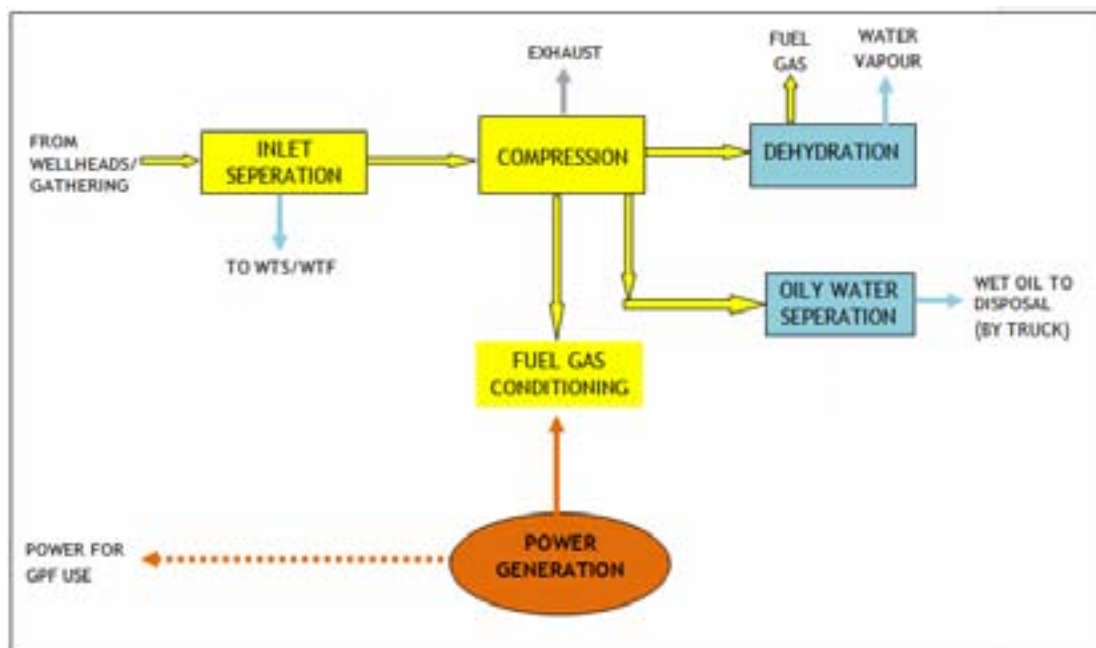 EXHAUST
FUEL
GAS
WATER
VAPOUR
FROM
WELLHEADS/
GATHERING
INLET
SEPERATION
COMPRESSION
DEHYDRATION
TO WTS/WTF
OILY WATER
SEPERATION
WET OIL TO
DISPOSAL
(BY TRUCK)
FUEL GAS
CONDITIONING
POWER FOR
GPF USE
POWER
GENERATION